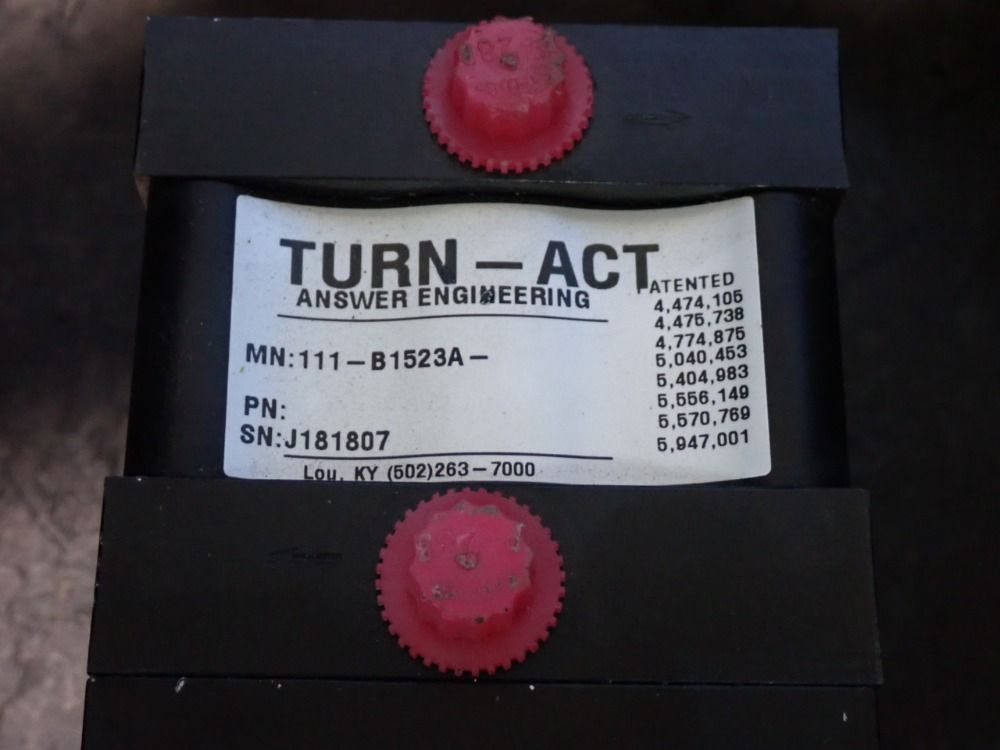 TURN – ACT
ANSWER ENGINEERING
ATENTED
4,474,105
4,475,738
4,774,875
5,040,453
5,404,983
5,556,149
5,570,769
5,947,001
MN:111–B1523A–
PN:
SN:J181807
Lou, KY (502)263–7000